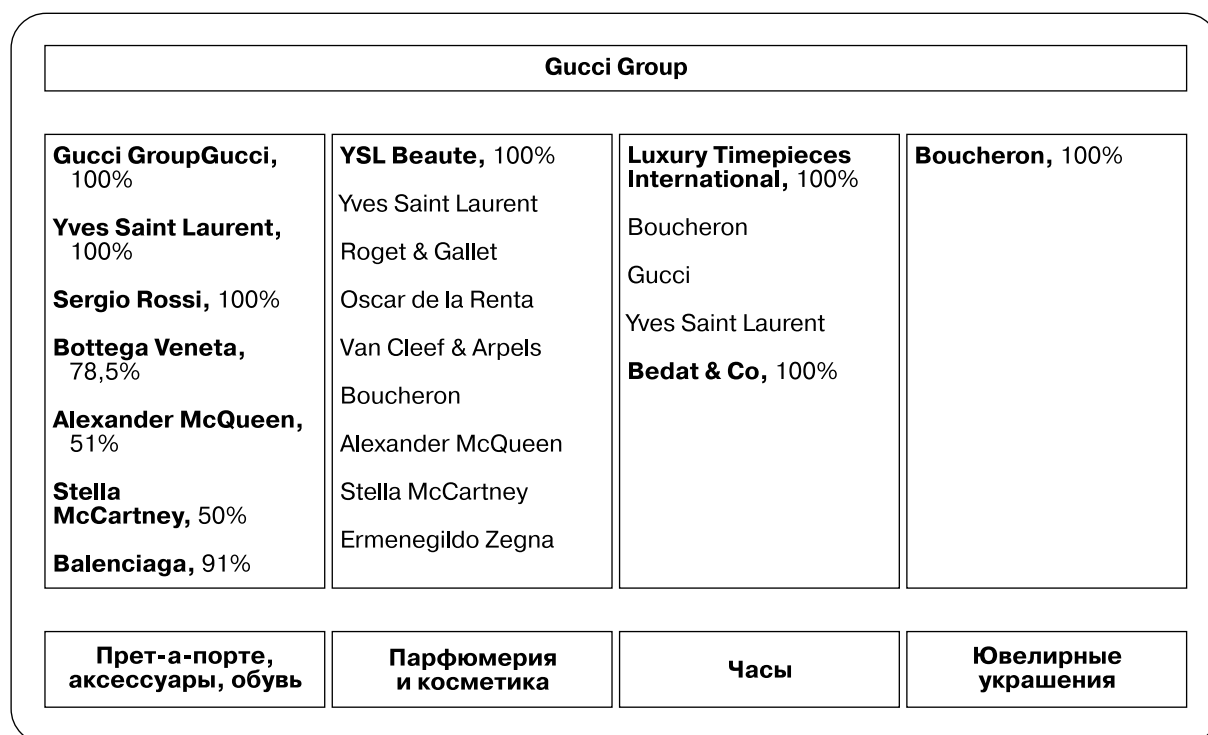 Gucci Group
Gucci GroupGucci,
100%
Yves Saint Laurent,
100%
Sergio Rossi, 100%
Bottega Veneta,
78,5%
Alexander McQueen,
51%
Stella
McCartney, 50%
Balenciaga, 91%
YSL Beaute, 100%
Yves Saint Laurent
Roget & Gallet
Oscar de la Renta
Van Cleef & Arpels
Boucheron
Alexander McQueen
Stella McCartney
Ermenegildo Zegna
Luxury Timepieces
International, 100%
Boucheron
Gucci
Yves Saint Laurent
Bedat & Co, 100%
Boucheron, 100%
Прет-а-порте,
аксессуары, обувь
Парфюмерия
и косметика
Часы
Ювелирные
украшения